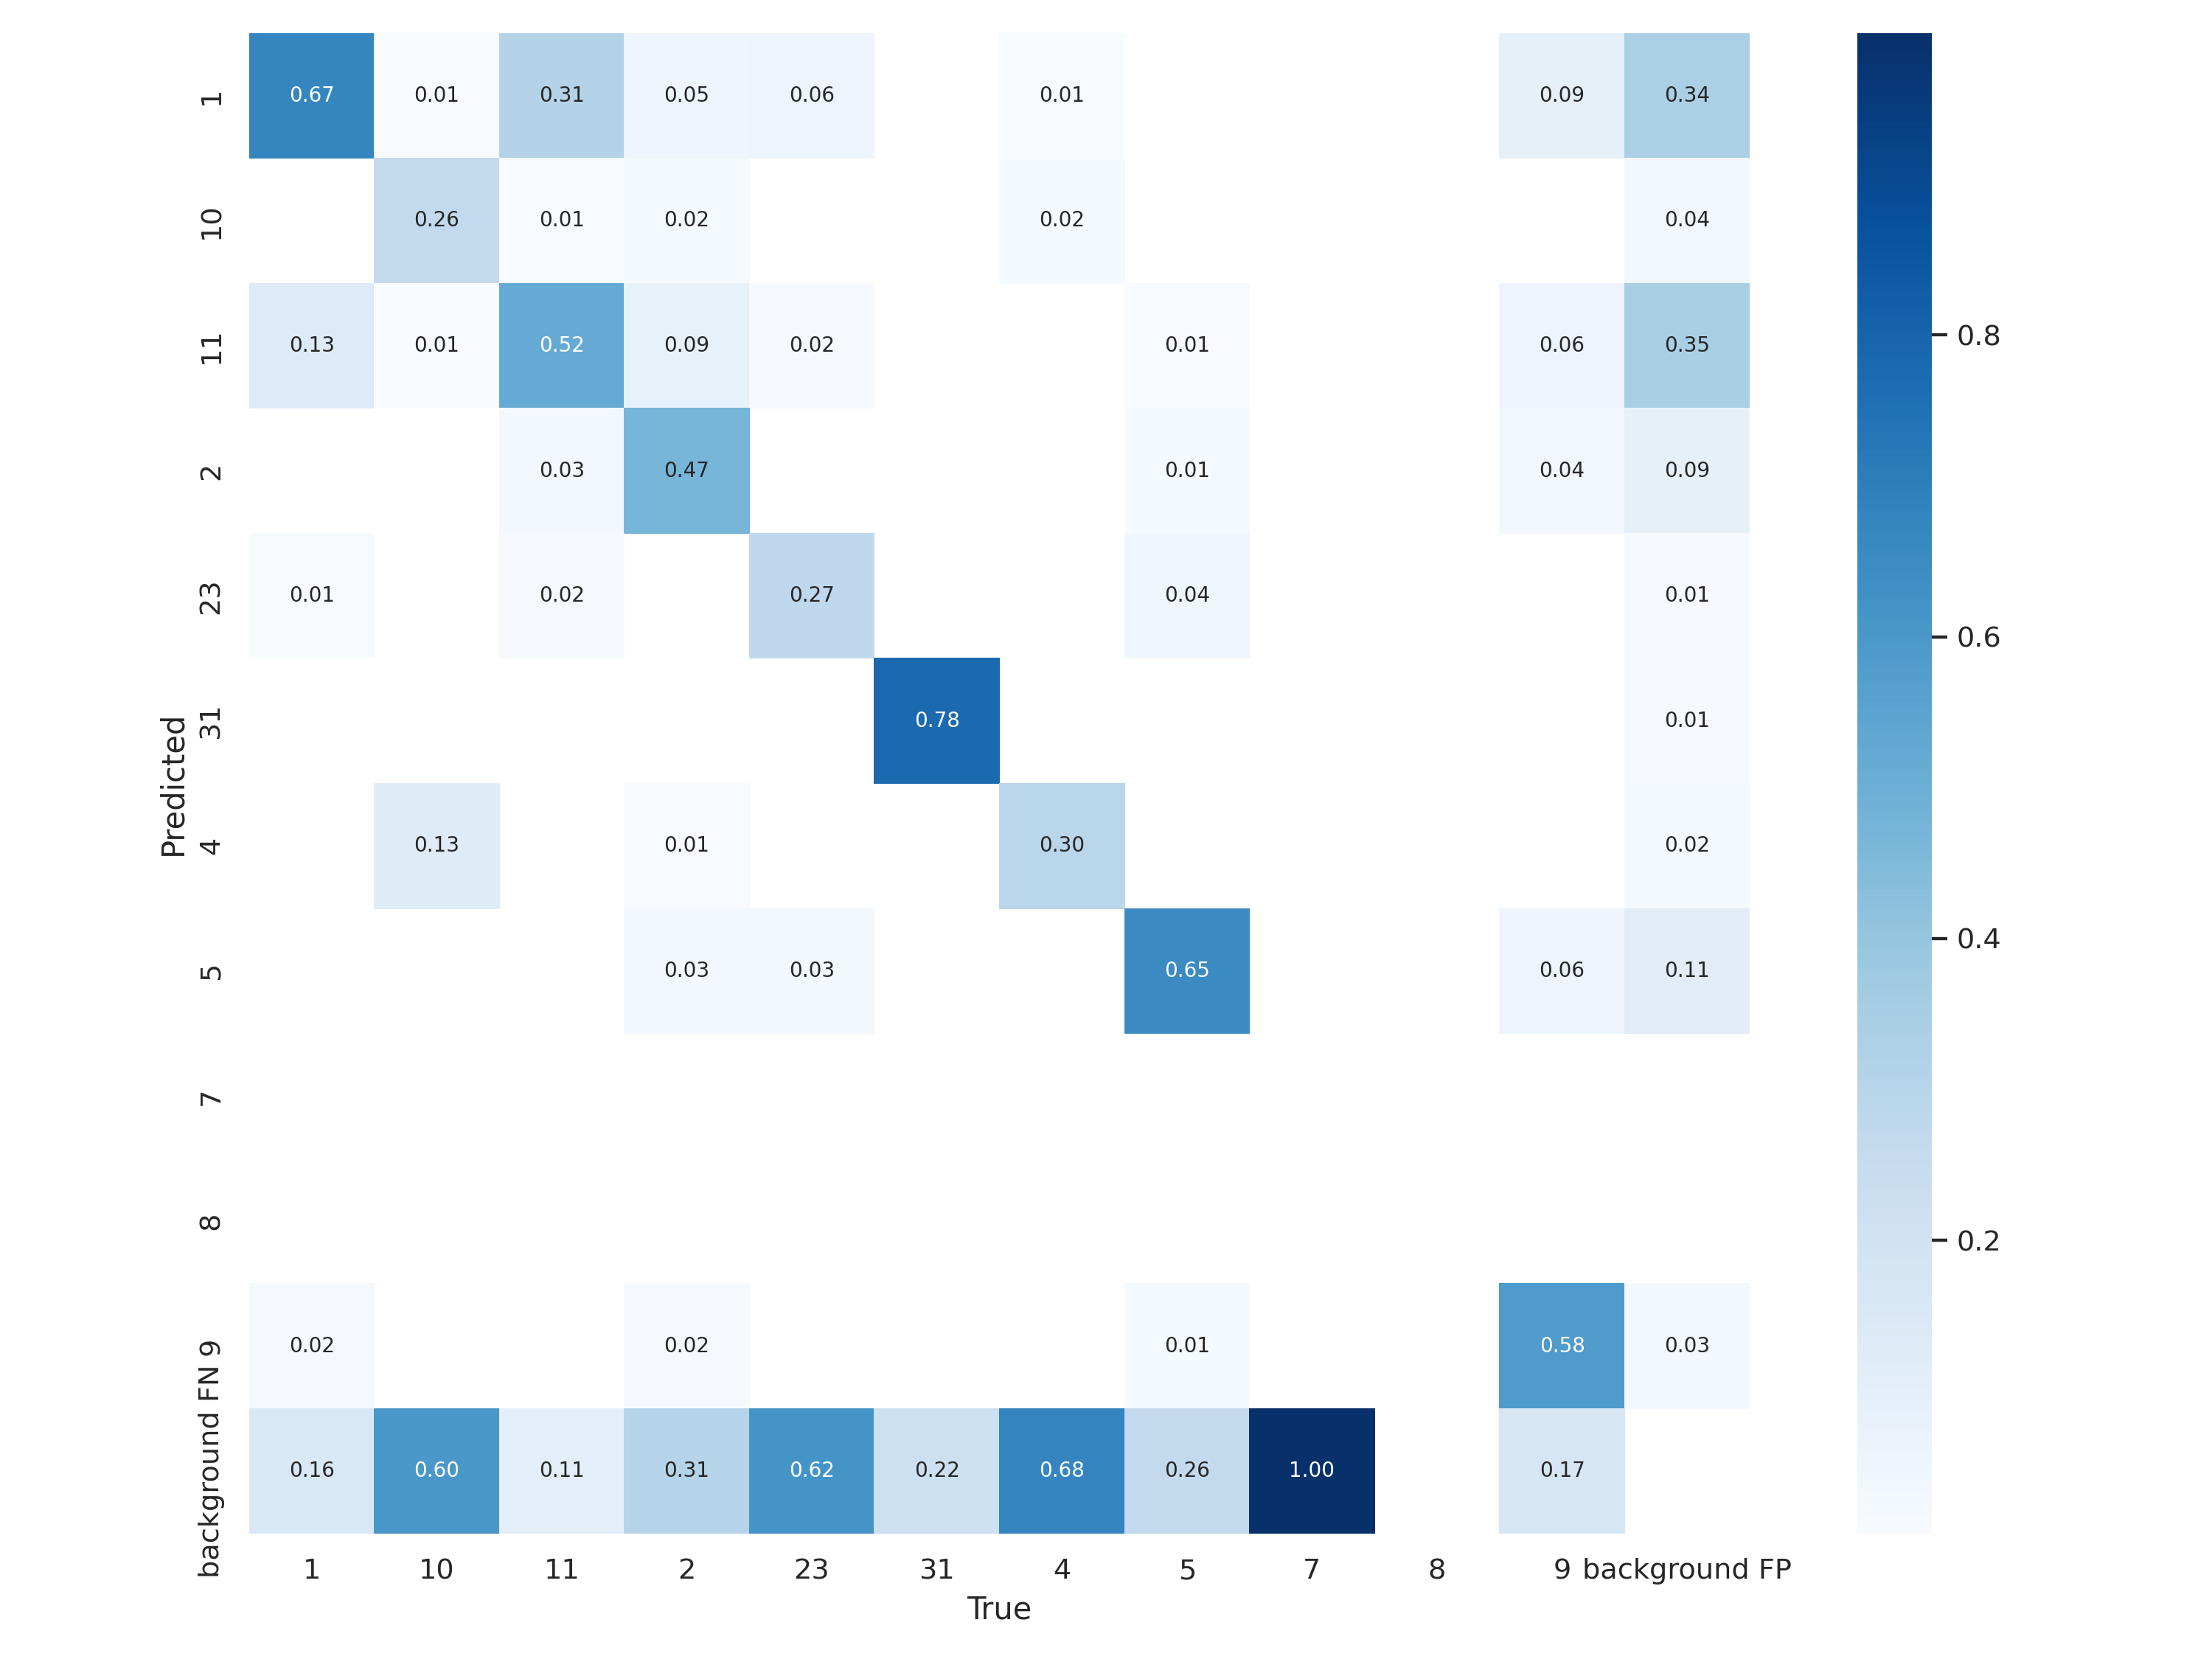 1 0.67 0.01 0.31 0.05 0.06 0.01 0.09 0.34
10 0.26 0.01 0.02 0.02 0.04
11 0.13 0.01 0.52 0.09 0.02 0.01 0.06 0.35 0.8
2 0.03 0.47 0.01 0.04 0.09
23 0.01 0.02 0.27 0.04 0.01 0.6
31 0.78 0.01
Predicted
4 0.13 0.01 0.30 0.02
5 0.03 0.03 0.65 0.06 0.11 0.4
7
8 0.2
9 0.02 0.02 0.01 0.58 0.03
background FN 0.16 0.60 0.11 0.31 0.62 0.22 0.68 0.26 1.00 0.17
1 10 11 2 23 31 4 5 7 8 9 background FP
True